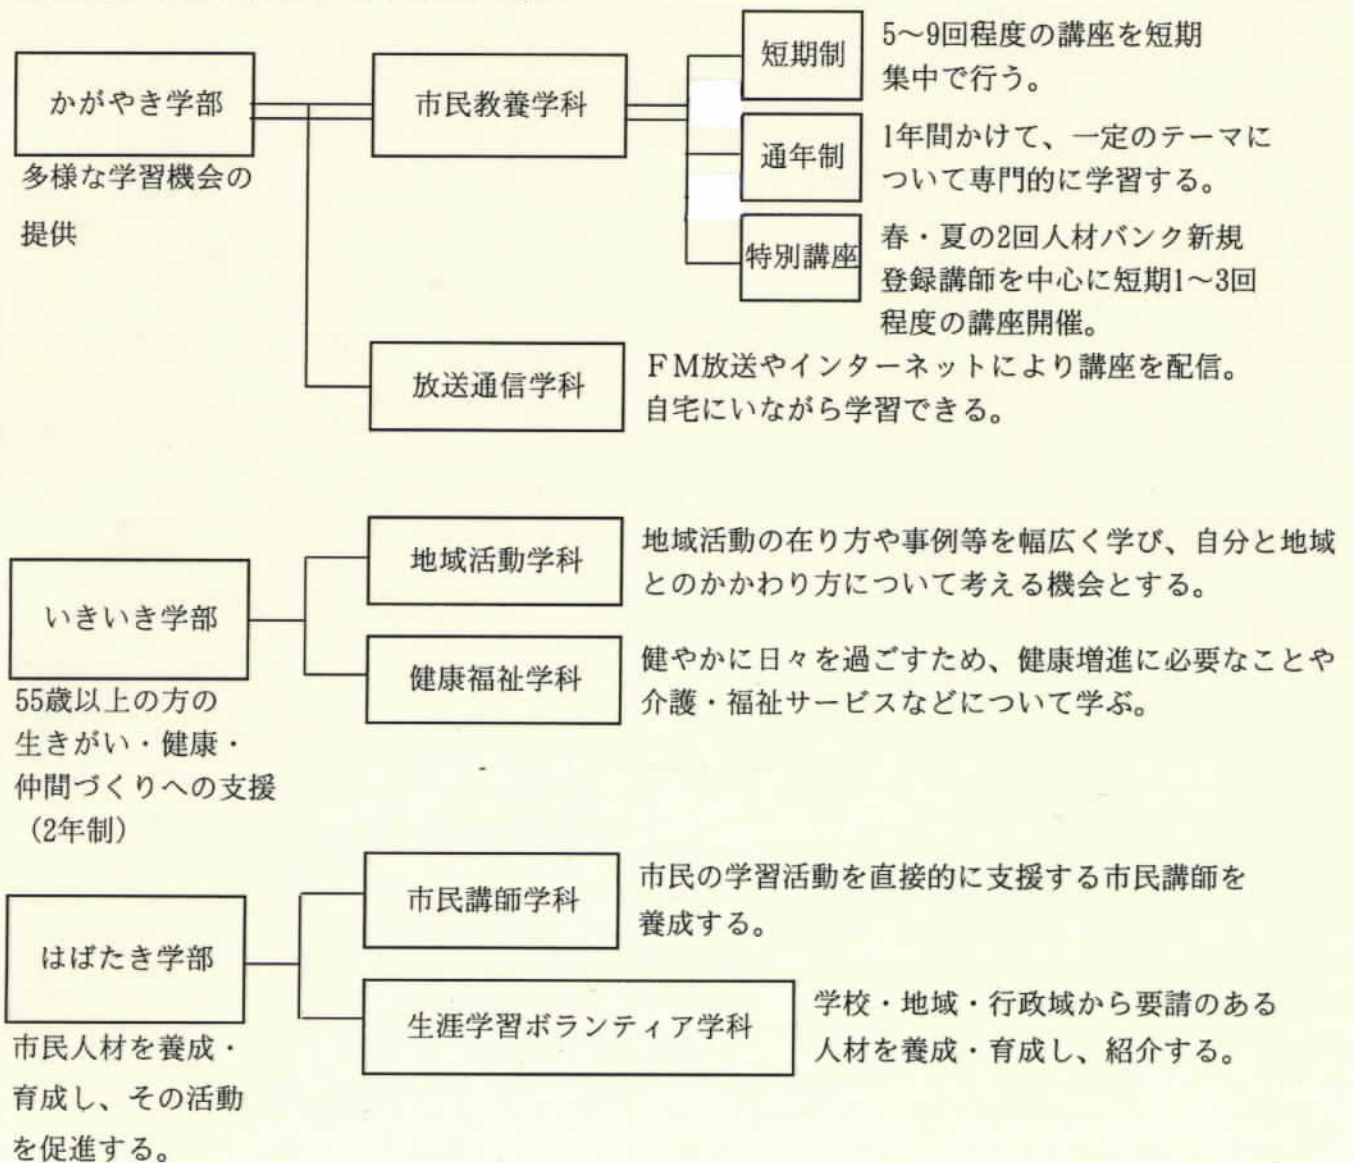 かがやき学部
多様な学習機会の
提供
市民教養学科
短期制
5～9回程度の講座を短期
集中で行う。
通年制
1年間かけて、一定のテーマに
ついて専門的に学習する。
特別講座
春・夏の2回人材バンク新規
登録講師を中心に短期1～3回
程度の講座開催。
放送通信学科
ＦＭ放送やインターネットにより講座を配信。
自宅にいながら学習できる。
いきいき学部
55歳以上の方の
生きがい・健康・
仲間づくりへの支援
（2年制）
地域活動学科
地域活動の在り方や事例等を幅広く学び、自分と地域
とのかかわり方について考える機会とする。
健康福祉学科
健やかに日々を過ごすため、健康増進に必要なことや
介護・福祉サービスなどについて学ぶ。
はばたき学部
市民人材を養成・
育成し、その活動
を促進する。
市民講師学科
市民の学習活動を直接的に支援する市民講師を
養成する。
生涯学習ボランティア学科
学校・地域・行政域から要請のある
人材を養成・育成し、紹介する。